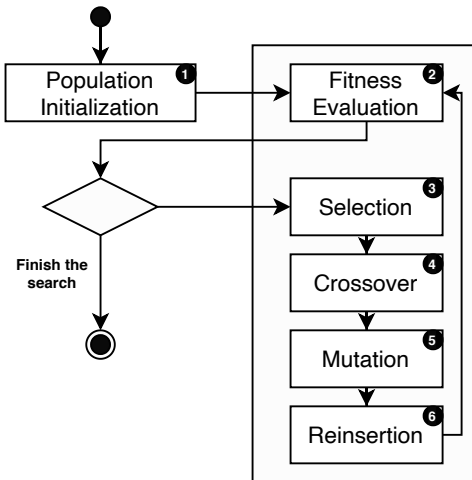 1
Population
Initialization
2
Fitness
Evaluation
3
Selection
4
Crossover
Finish the
search
5
Mutation
6
Reinsertion